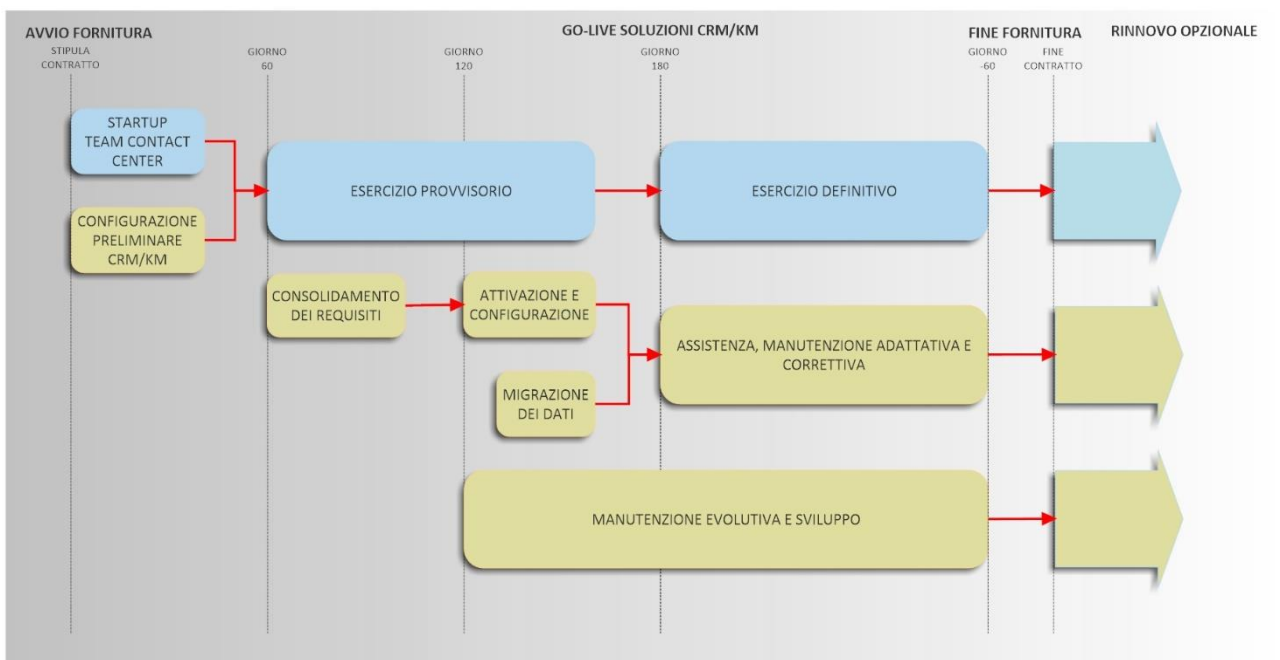 AVVIO FORNITURA
GO-LIVE SOLUZIONI CRM/KM
FINE FORNITURA
RINNOVO OPZIONALE
STIPULA
CONTRATTO
GIORNO
60
GIORNO
120
GIORNO
180
GIORNO
-60
FINE
CONTRATTO
STARTUP
TEAM CONTACT
CENTER
ESERCIZIO PROVVISORIO
ESERCIZIO DEFINITIVO
CONFIGURAZIONE
PRELIMINARE
CRM/KM
CONSOLIDAMENTO
DEI REQUISITI
ATTIVAZIONE E
CONFIGURAZIONE
ASSISTENZA, MANUTENZIONE ADATTATIVA E
CORRETTIVA
MIGRAZIONE
DEI DATI
MANUTENZIONE EVOLUTIVA E SVILUPPO